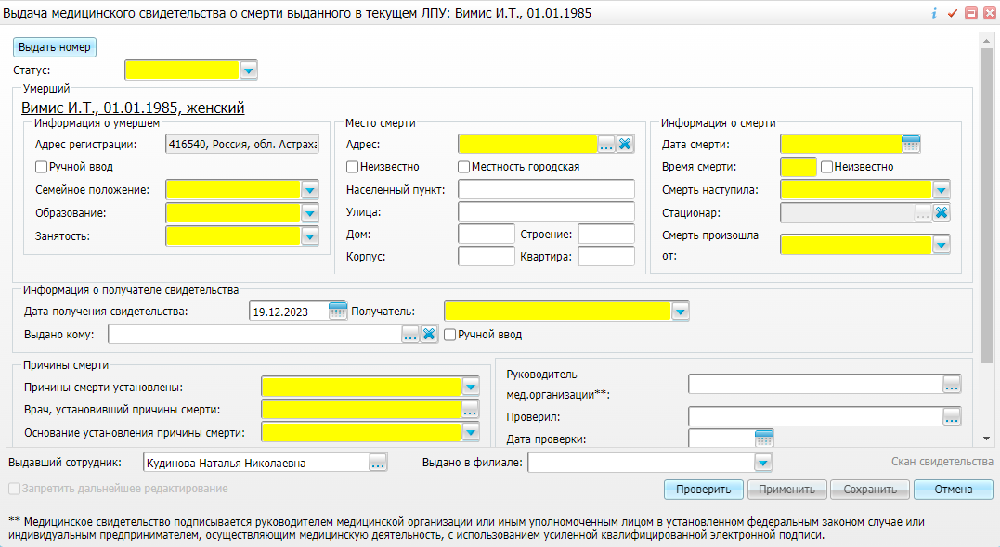 Выдача медицинского свидетельства о смерти выданного в текущем ЛПУ: Вимис И.Т., 01.01.1985
Выдать номер
Статус:
Умерший
Вимис И.Т., 01.01.1985, женский
Информация о умершем
Адрес регистрации: 416540, Россия, обл. Астраха
Ручной ввод
Семейное положение:
Образование:
Занятость:
Место смерти
Адрес: ...
Неизвестно Местность городская
Населенный пункт:
Улица:
Дом: Строение:
Корпус: Квартира:
Информация о смерти
Дата смерти:
Время смерти: Неизвестно
Смерть наступила:
Стационар: ...
Смерть произошла
от:
Информация о получателе свидетельства
Дата получения свидетельства: 19.12.2023 Получатель:
Выдано кому: ... Ручной ввод
Причины смерти
Причины смерти установлены:
Врач, установивший причины смерти: ...
Основание установления причины смерти:
Руководитель
мед.организации**: ...
Проверил: ...
Дата проверки:
Выдавший сотрудник: Кудинова Наталья Николаевна ... Выдано в филиале: Скан свидетельства
Запретить дальнейшее редактирование
Проверить Применить Сохранить Отмена
** Медицинское свидетельство подписывается руководителем медицинской организации или иным уполномоченным лицом в установленном федеральным законом случае или
индивидуальным предпринимателем, осуществляющим медицинскую деятельность, с использованием усиленной квалифицированной электронной подписи.